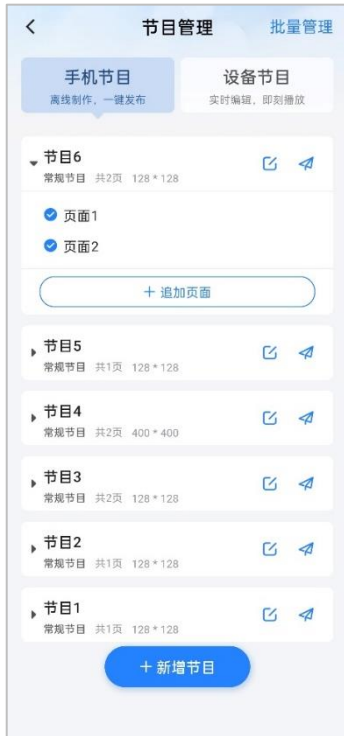 节目管理
批量管理
手机节目
离线制作，一键发布
设备节目
实时编辑，即刻播放
节目6
常规节目 共2页 128*128
页面1
页面2
+ 追加页面
节目5
常规节目 共1页 128*128
节目4
常规节目 共2页 400*400
节目3
常规节目 共2页 128*128
节目2
常规节目 共1页 128*128
节目1
常规节目 共1页 128*128
+ 新增节目